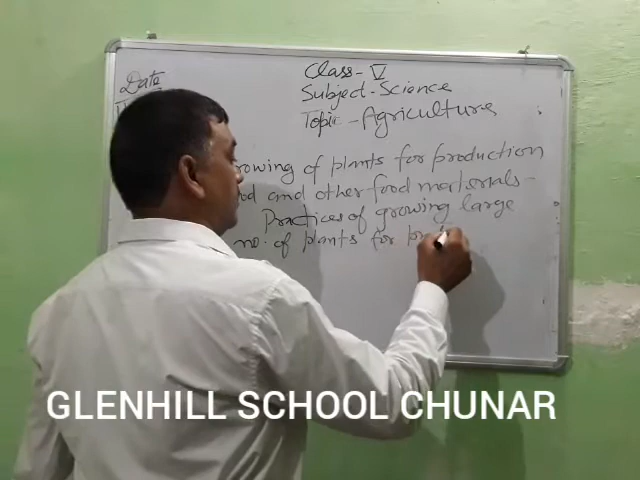 Date
Class - V
Subject - Science
Topic - Agriculture
rowing of plants for production
od and other food materials -
Practices of growing large
no. of plants for
GLENHILL SCHOOL CHUNAR